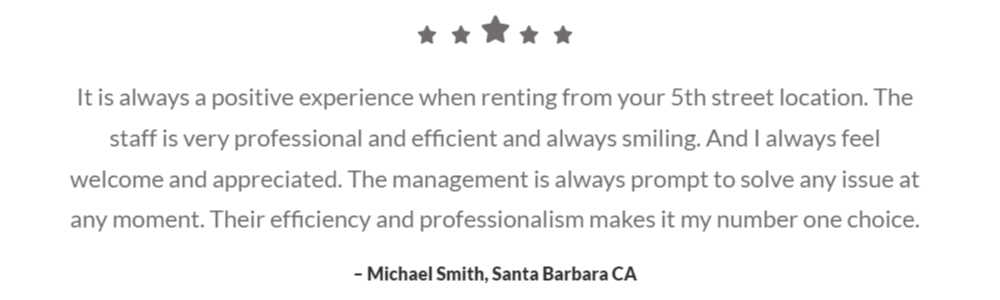 It is always a positive experience when renting from your 5th street location. The
staff is very professional and efficient and always smiling. And I always feel
welcome and appreciated. The management is always prompt to solve any issue at
any moment. Their efficiency and professionalism makes it my number one choice.
– Michael Smith, Santa Barbara CA